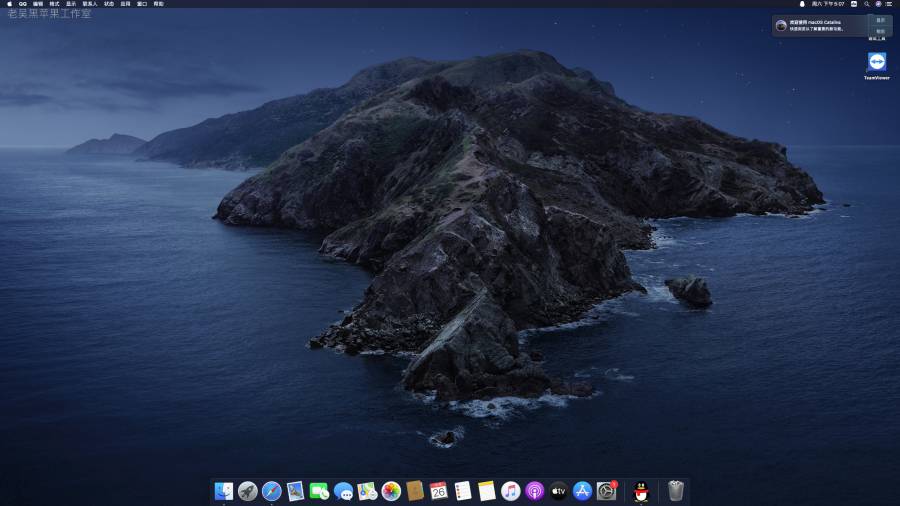 QQ 编辑 格式 显示 联系人 状态 应用 窗口 帮助
周六 下午5:07
老吴黑苹果工作室
欢迎使用 macOS Catalina
快速浏览以了解重要的新功能。
显示
稍后
TeamViewer
26
tv